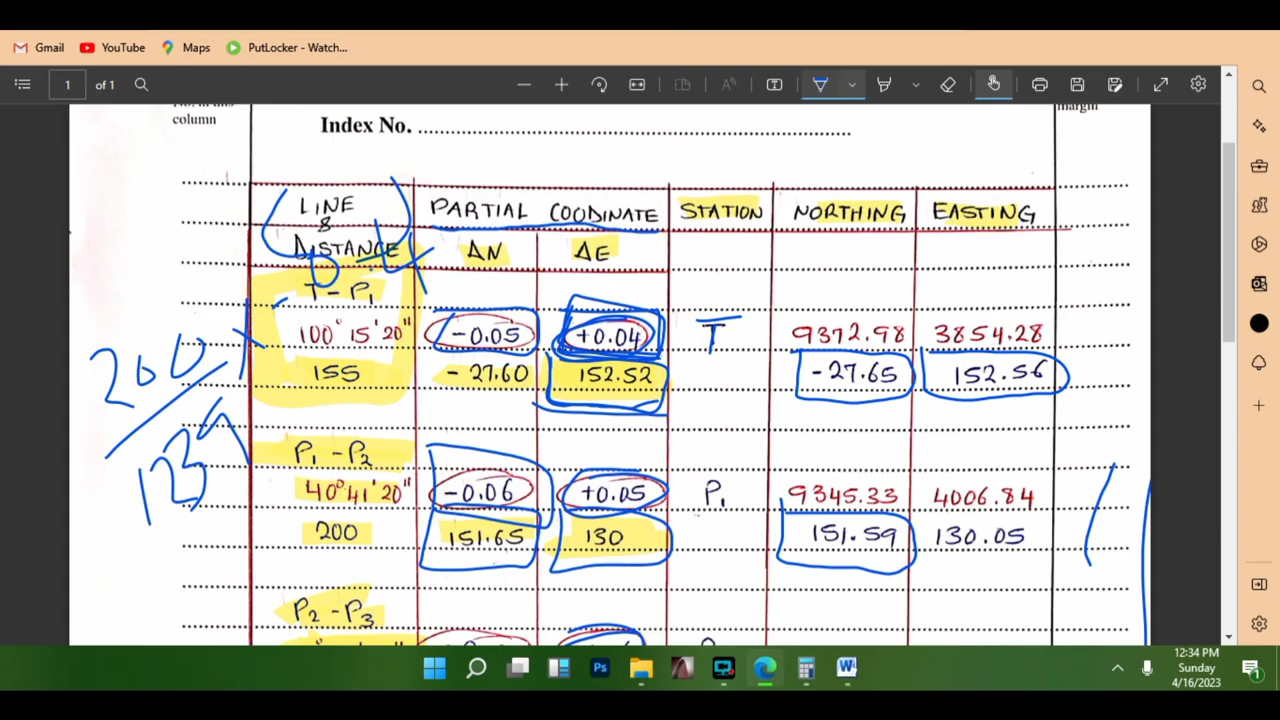 Gmail YouTube Maps PutLocker - Watch...
1 of 1
column
margin
Index No. ........
LINE & DISTANCE PARTIAL COODINATE STATION NORTHING EASTING
ΔN ΔE
T - P1
100° 15' 20" -0.05 +0.04 T 9372.98 3854.28
155 -27.60 152.52 -27.65 152.56
200
P1 - P2
40° 41' 20" -0.06 +0.05 P1 9345.33 4006.84
200 151.65 130 151.59 130.05
P2 - P3
12:34 PM
Sunday
4/16/2023